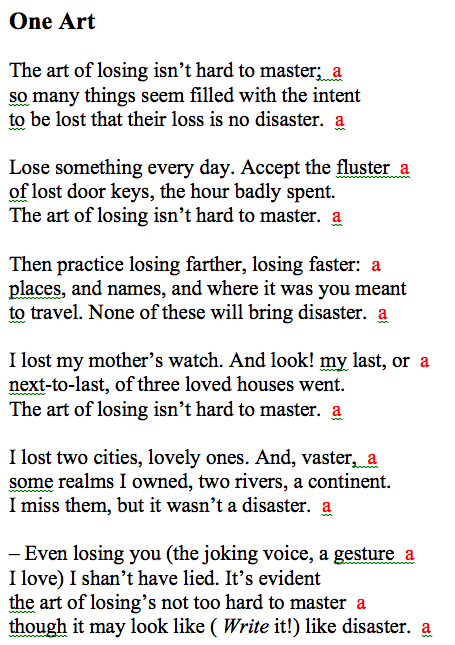 One Art
The art of losing isn’t hard to master; a
so many things seem filled with the intent
to be lost that their loss is no disaster. a
Lose something every day. Accept the fluster a
of lost door keys, the hour badly spent.
The art of losing isn’t hard to master. a
Then practice losing farther, losing faster: a
places, and names, and where it was you meant
to travel. None of these will bring disaster. a
I lost my mother’s watch. And look! my last, or a
next-to-last, of three loved houses went.
The art of losing isn’t hard to master. a
I lost two cities, lovely ones. And, vaster, a
some realms I owned, two rivers, a continent.
I miss them, but it wasn’t a disaster. a
– Even losing you (the joking voice, a gesture a
I love) I shan’t have lied. It’s evident
the art of losing’s not too hard to master a
though it may look like ( Write it!) like disaster. a